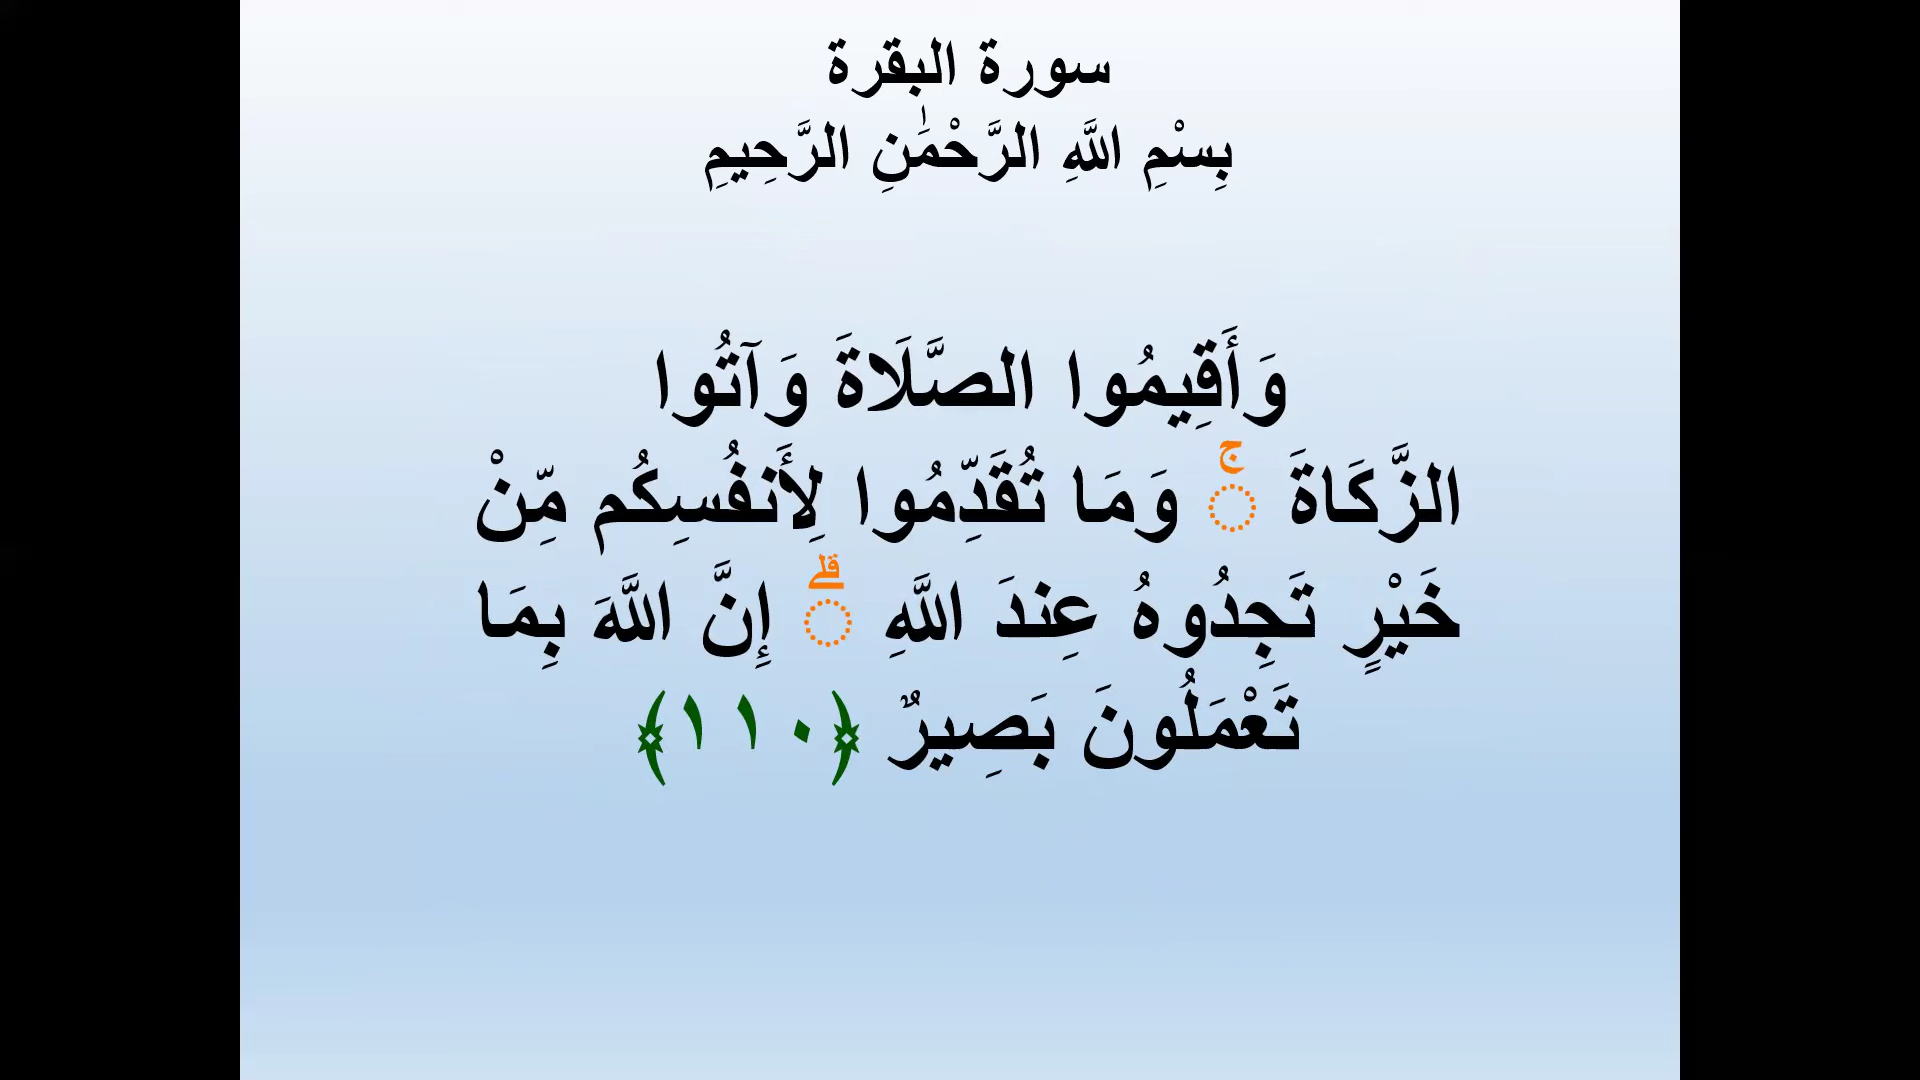 سورة البقرة
بِسْمِ اللَّهِ الرَّحْمَٰنِ الرَّحِيمِ
وَأَقِيمُوا الصَّلَاةَ وَآتُوا
الزَّكَاةَ ۚ وَمَا تُقَدِّمُوا لِأَنفُسِكُم مِّنْ
خَيْرٍ تَجِدُوهُ عِندَ اللَّهِ ۗ إِنَّ اللَّهَ بِمَا
تَعْمَلُونَ بَصِيرٌ ﴿١١٠﴾